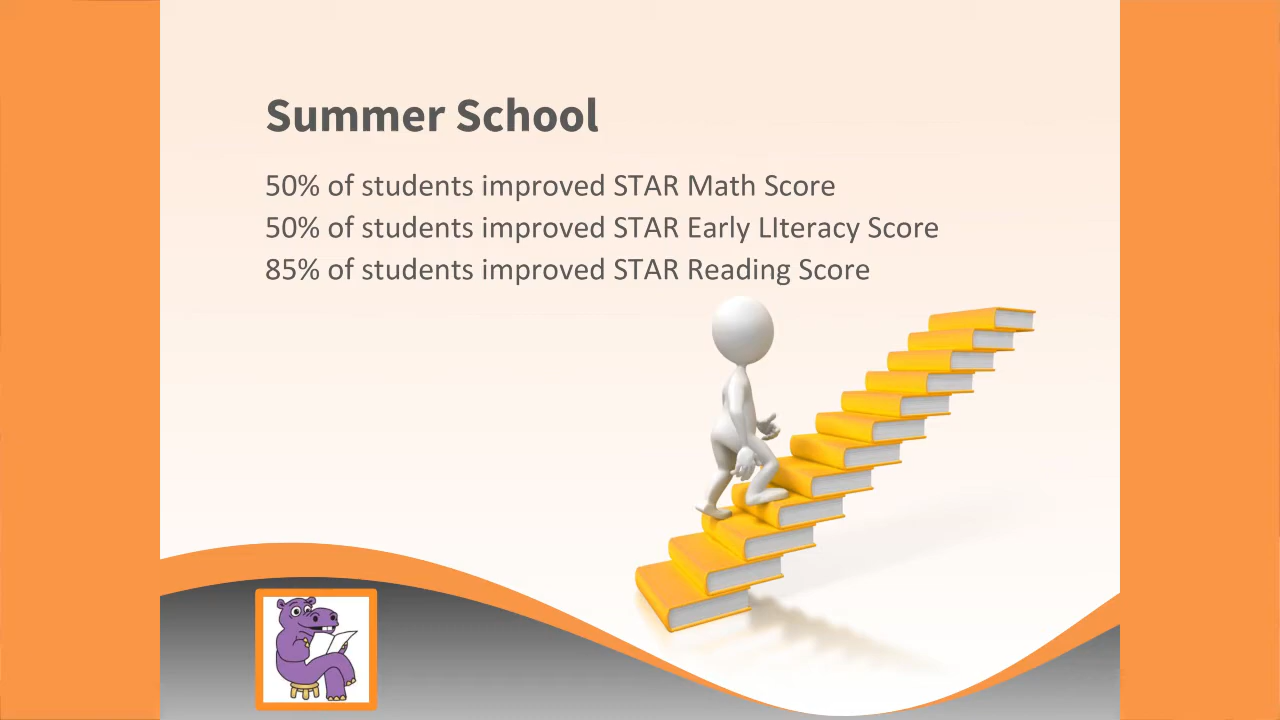 Summer School
50% of students improved STAR Math Score
50% of students improved STAR Early LIteracy Score
85% of students improved STAR Reading Score